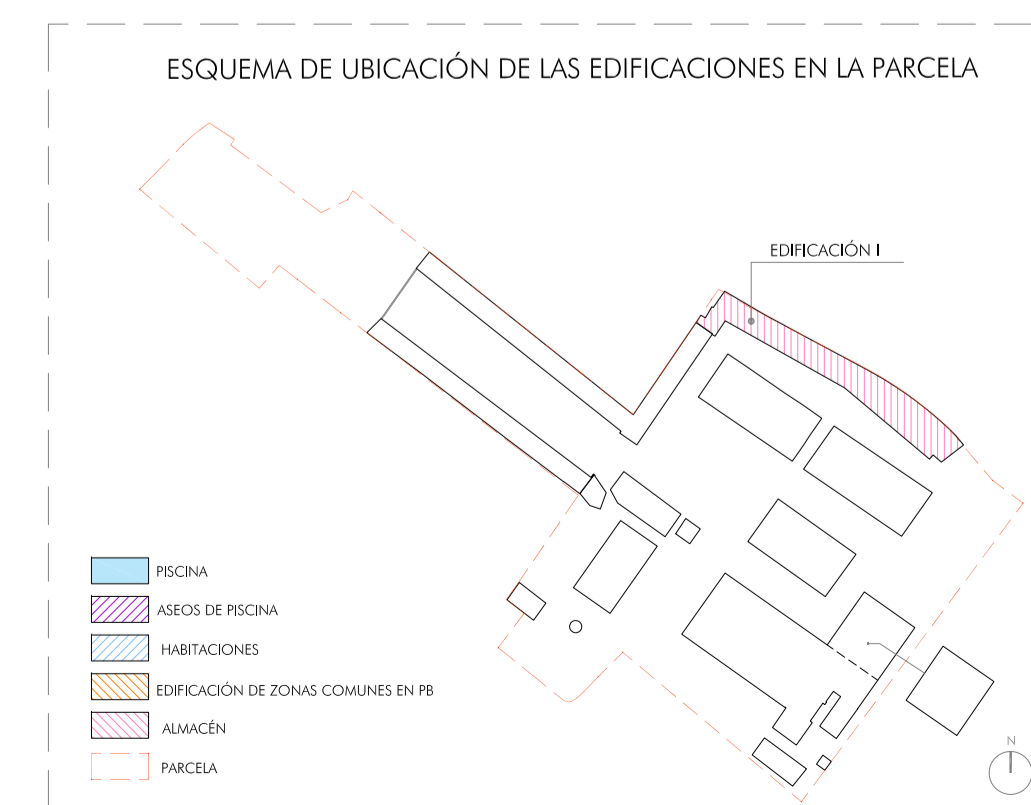 ESQUEMA DE UBICACIÓN DE LAS EDIFICACIONES EN LA PARCELA
EDIFICACIÓN I
PISCINA
ASEOS DE PISCINA
HABITACIONES
EDIFICACIÓN DE ZONAS COMUNES EN PB
ALMACÉN
PARCELA
N